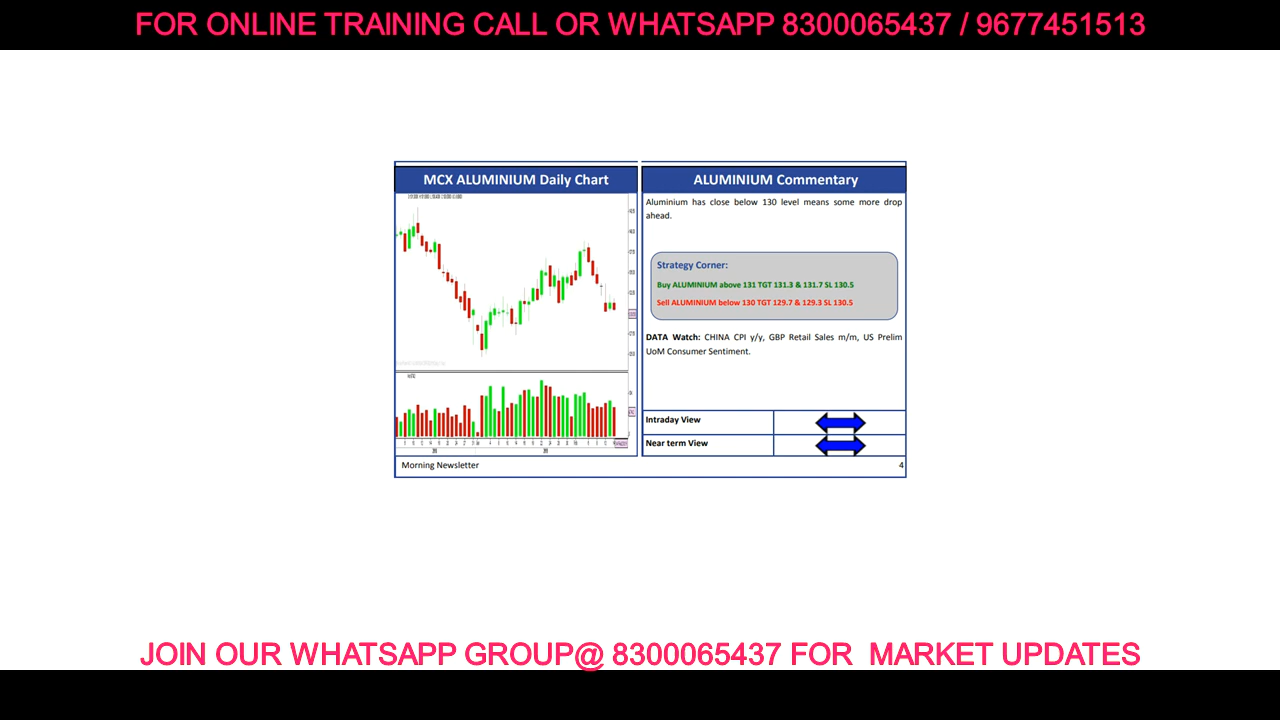 FOR ONLINE TRAINING CALL OR WHATSAPP 8300065437 / 9677451513
MCX ALUMINIUM Daily Chart
ALUMINIUM Commentary
Aluminium has close below 130 level means some more drop
ahead.
Strategy Corner:
Buy ALUMINIUM above 131 TGT 131.3 & 131.7 SL 130.5
Sell ALUMINIUM below 130 TGT 129.7 & 129.3 SL 130.5
DATA Watch: CHINA CPI y/y, GBP Retail Sales m/m, US Prelim
UoM Consumer Sentiment.
Intraday View
Near term View
Morning Newsletter
4
JOIN OUR WHATSAPP GROUP@ 8300065437 FOR MARKET UPDATES